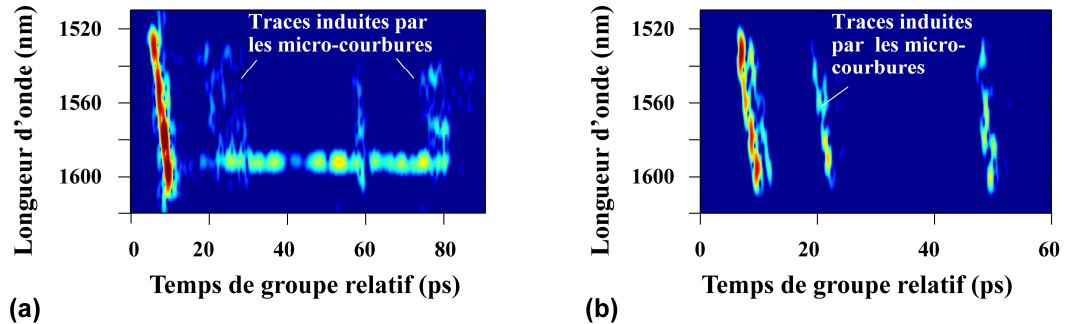 Traces induites par
les micro-courbures
1520
1560
1600
Longueur d'onde (nm)
0 20 40 60 80
Temps de groupe relatif (ps)
(a)
Traces induites
par les micro-
courbures
1520
1560
1600
Longueur d'onde (nm)
0 20 40 60
Temps de groupe relatif (ps)
(b)